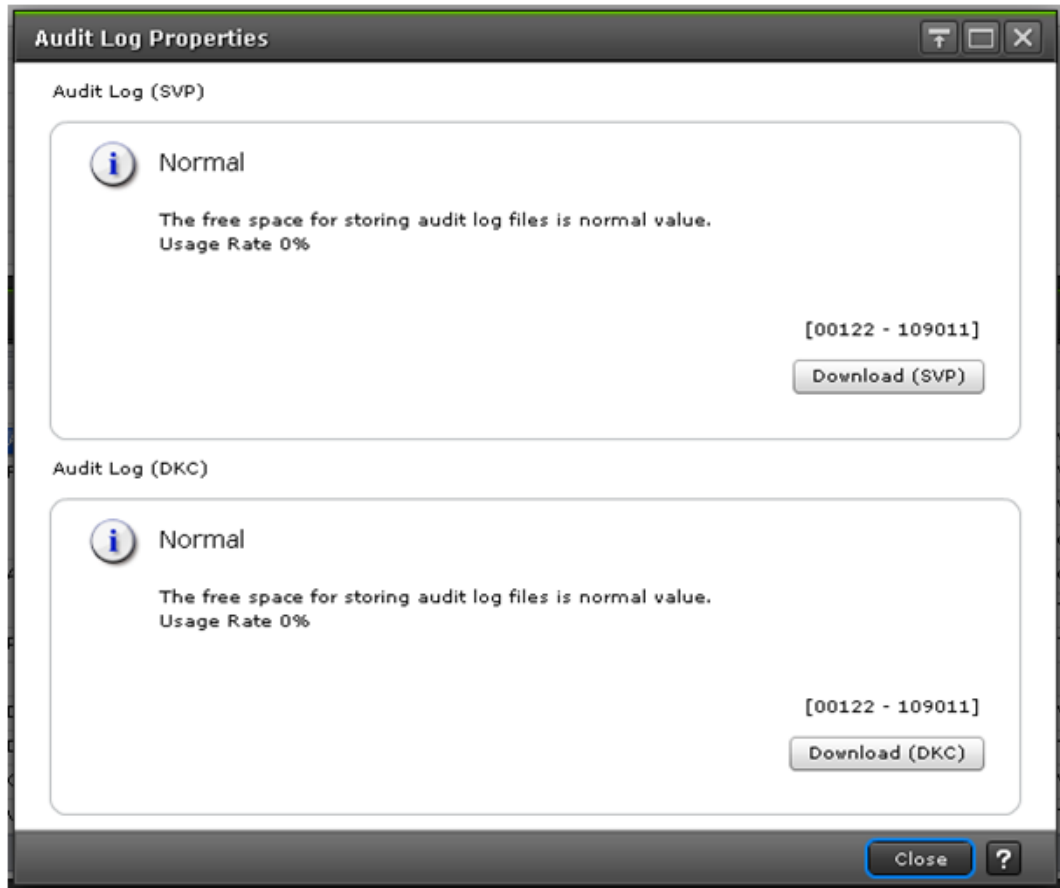 Audit Log Properties
Audit Log (SVP)
Normal
The free space for storing audit log files is normal value.
Usage Rate 0%
[00122 - 109011]
Download (SVP)
Audit Log (DKC)
Normal
The free space for storing audit log files is normal value.
Usage Rate 0%
[00122 - 109011]
Download (DKC)
Close
?